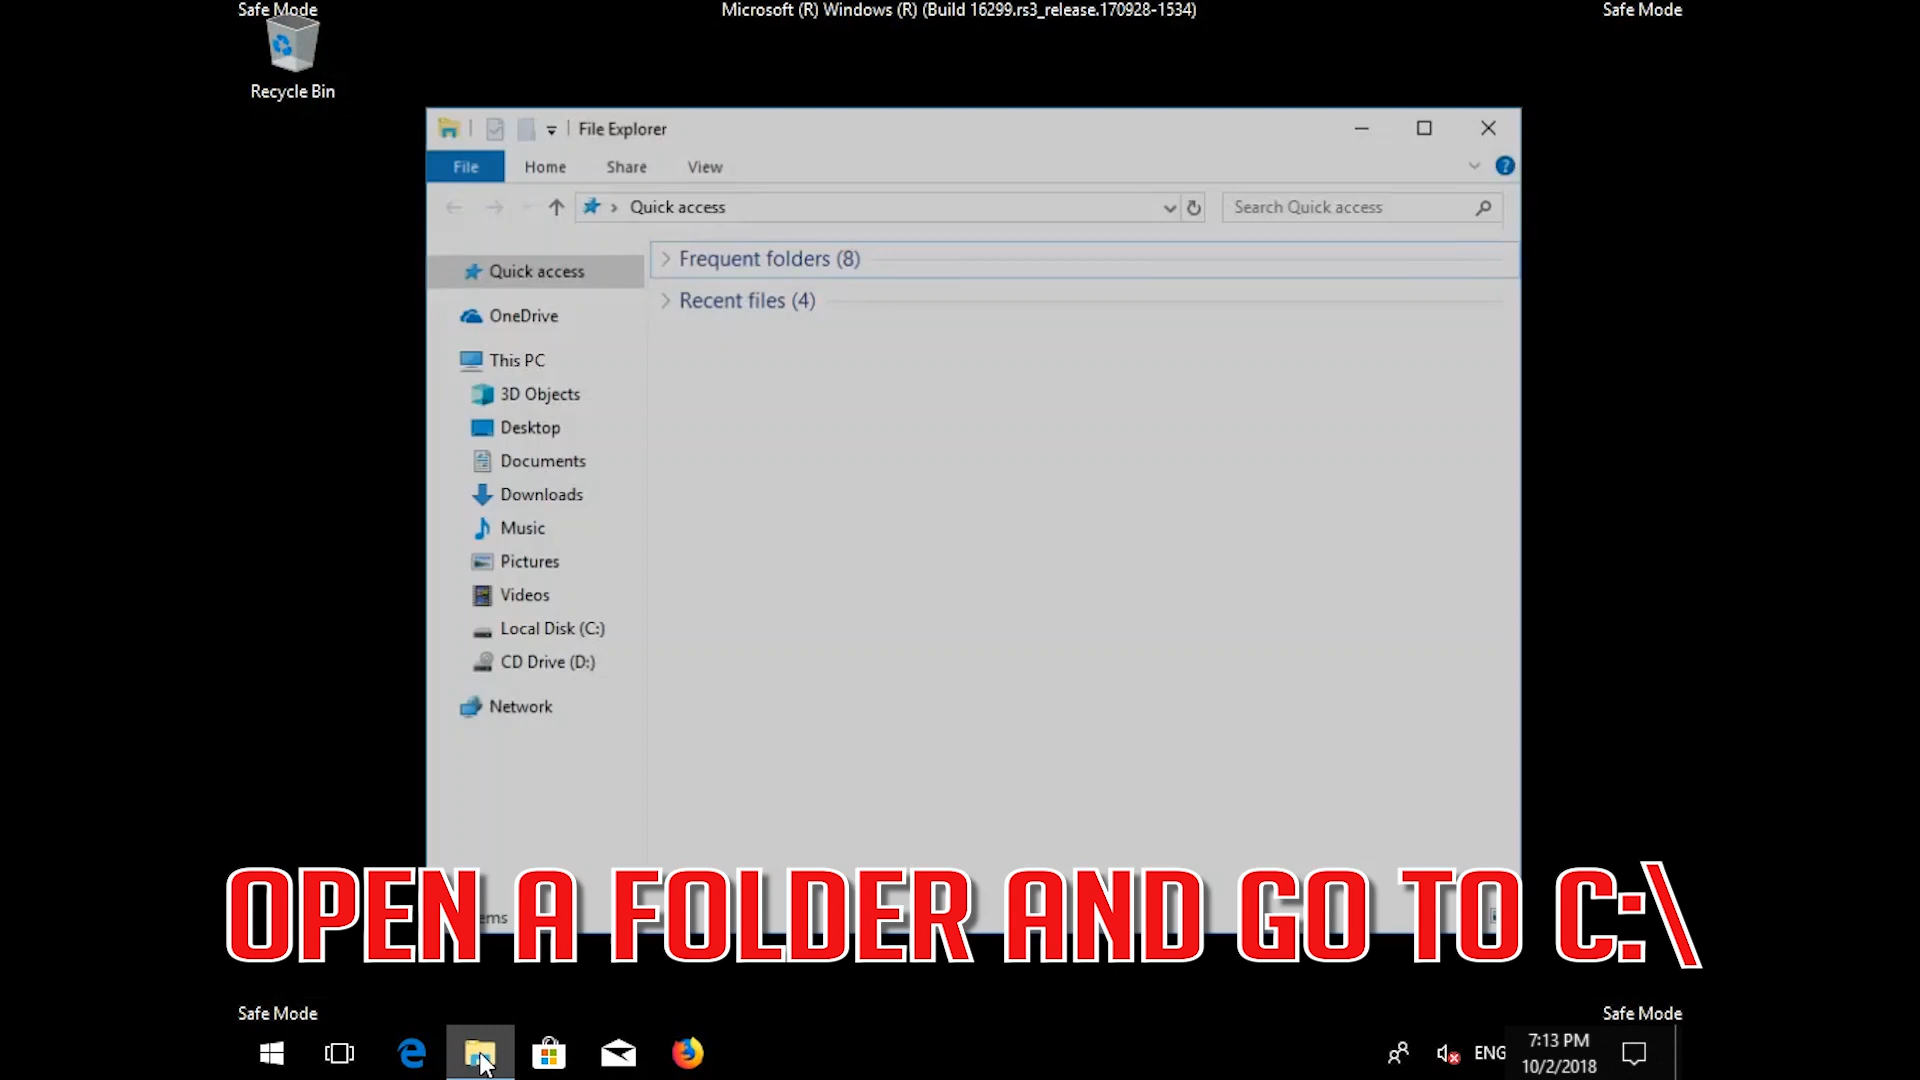 Safe Mode
Microsoft (R) Windows (R) (Build 16299.rs3_release.170928-1534)
Safe Mode
Recycle Bin
File Explorer
File
Home
Share
View
Quick access
Search Quick access
Quick access
OneDrive
This PC
3D Objects
Desktop
Documents
Downloads
Music
Pictures
Videos
Local Disk (C:)
CD Drive (D:)
Network
Frequent folders (8)
Recent files (4)
OPEN A FOLDER AND GO TO C:\
Safe Mode
Safe Mode
ENG
7:13 PM
10/2/2018